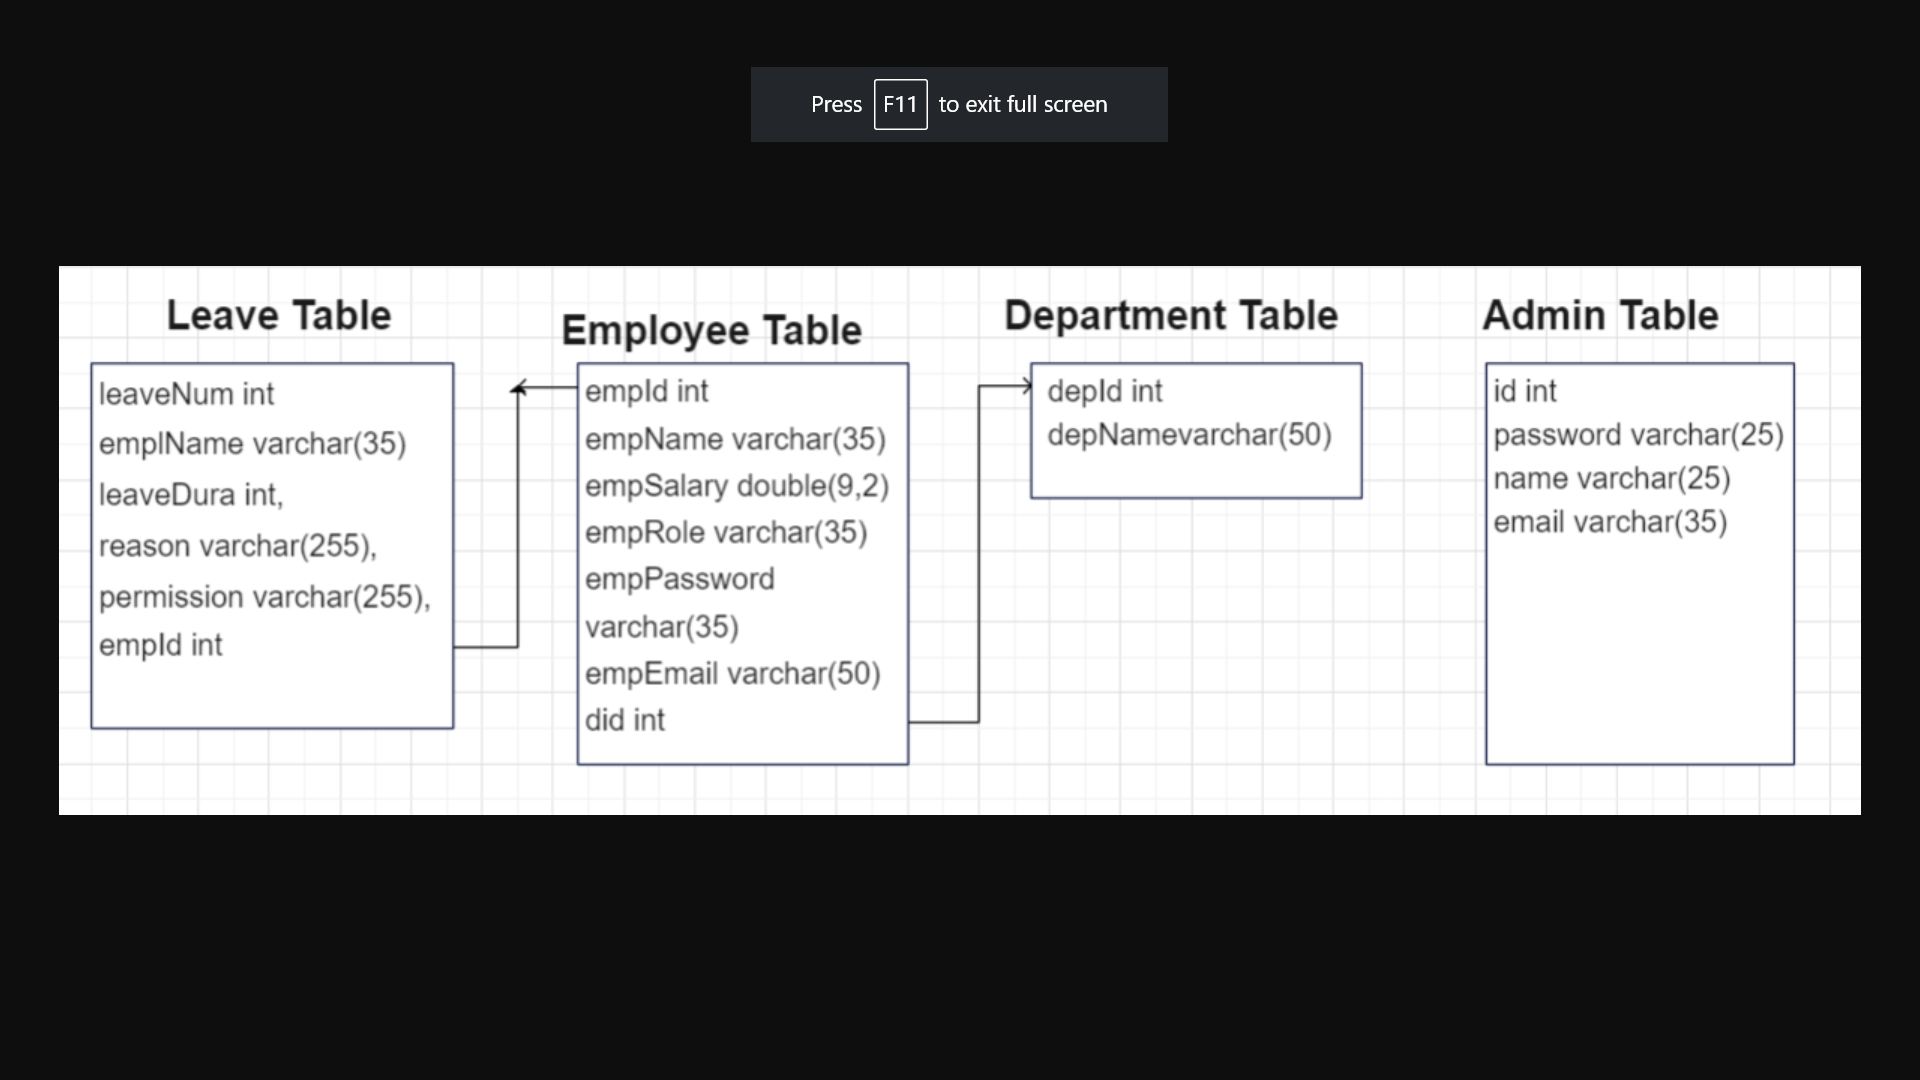 Press F11 to exit full screen
Leave Table
leaveNum int
emplName varchar(35)
leaveDura int,
reason varchar(255),
permission varchar(255),
empId int
Employee Table
empId int
empName varchar(35)
empSalary double(9,2)
empRole varchar(35)
empPassword
varchar(35)
empEmail varchar(50)
did int
Department Table
depId int
depNamevarchar(50)
Admin Table
id int
password varchar(25)
name varchar(25)
email varchar(35)